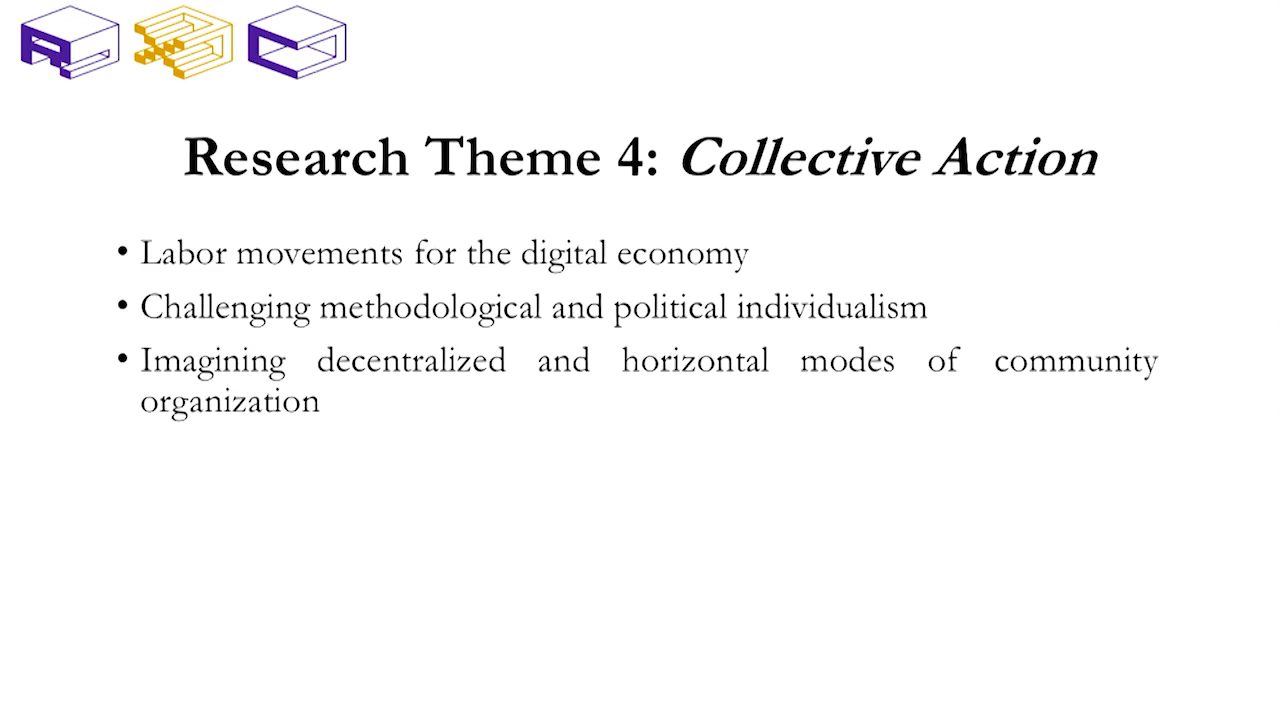 Research Theme 4: Collective Action
• Labor movements for the digital economy
• Challenging methodological and political individualism
• Imagining decentralized and horizontal modes of community
organization